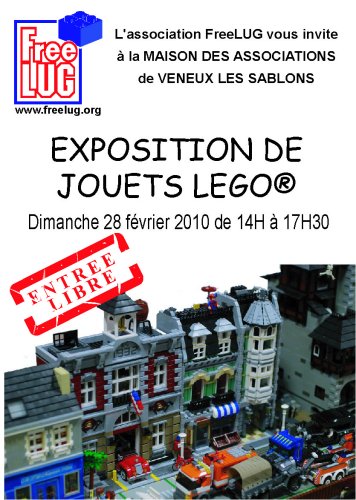 Free
LUG
www.freelug.org
L'association FreeLUG vous invite
à la MAISON DES ASSOCIATIONS
de VENEUX LES SABLONS
EXPOSITION DE
JOUETS LEGO®
Dimanche 28 février 2010 de 14H à 17H30
ENTREE
LIBRE